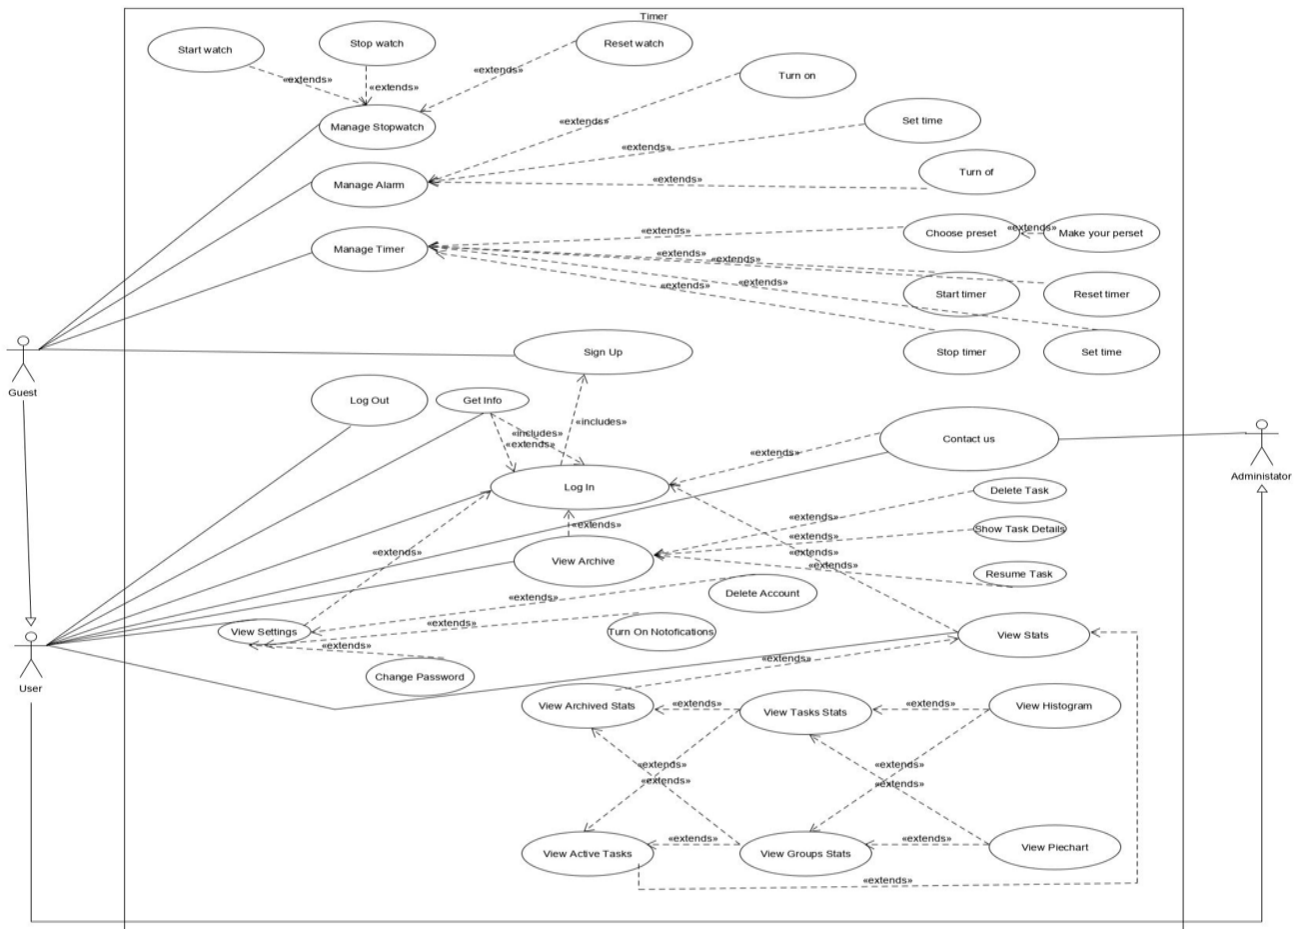 Timer
Start watch
Stop watch
Reset watch
«extends»
«extends»
«extends»
Turn on
Manage Stopwatch
«extends»
Set time
«extends»
Turn of
Manage Alarm
«extends»
Choose preset
«extends»
Make your perset
«extends»
Manage Timer
«extends»
«extends»
«extends»
Start timer
Reset timer
Sign Up
Stop timer
Set time
Guest
Log Out
Get Info
«includes»
«includes»
«extends»
Contact us
«extends»
Administator
Log In
Delete Task
«extends»
«extends»
Show Task Details
«extends»
«extends»
«extends»
View Archive
«extends»
Resume Task
Delete Account
«extends»
«extends»
View Settings
Turn On Notofications
View Stats
«extends»
«extends»
Change Password
User
View Archived Stats
«extends»
View Tasks Stats
«extends»
View Histogram
«extends»
«extends»
«extends»
«extends»
View Active Tasks
«extends»
View Groups Stats
«extends»
View Piechart
«extends»